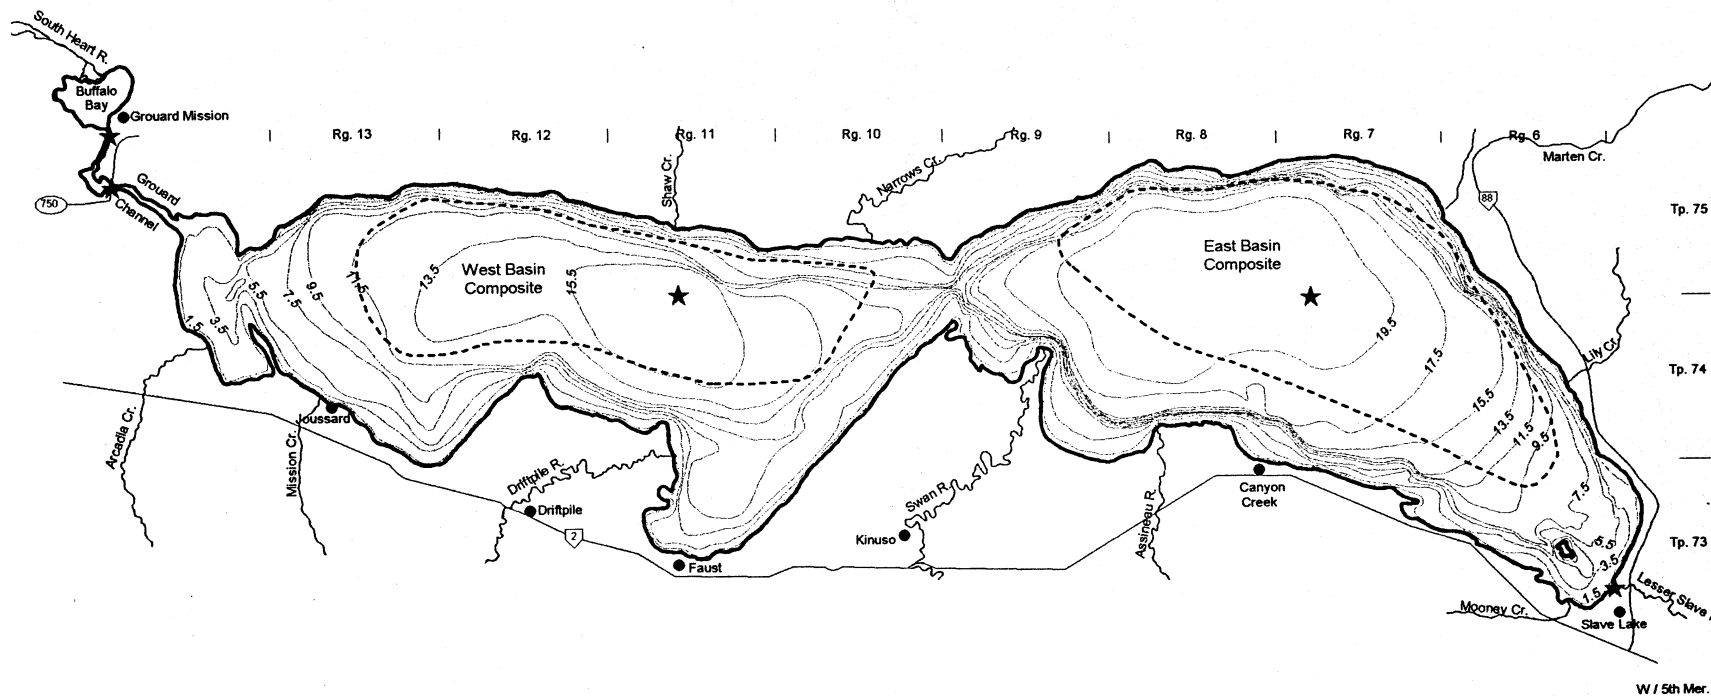 South Heart R.
Buffalo
Bay
Grouard Mission
Rg. 13
Rg. 12
Rg. 11
Rg. 10
Rg. 9
Rg. 8
Rg. 7
Rg. 6
Marten Cr.
Shaw Cr.
Narrows Cr.
Grouard
Channel
750
88
Tp. 75
West Basin
Composite
East Basin
Composite
1.5
3.5
5.5
7.5
9.5
11.5
13.5
15.5
19.5
17.5
15.5
13.5
11.5
9.5
7.5
5.5
3.5
1.5
Lily Cr.
Tp. 74
Arcadia Cr.
Joussard
Mission Cr.
Driftpile R.
Driftpile
2
Faust
Swan R.
Kinuso
Assineau R.
Canyon
Creek
Tp. 73
Mooney Cr.
Lesser Slave
Slave Lake
W / 5th Mer.